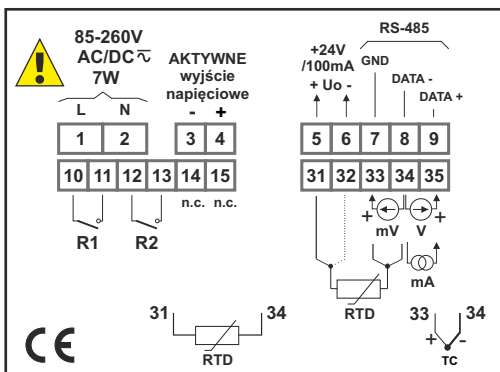 85-260V
AC/DC
7W
L N
AKTYWNE
wyjście
napięciowe
- +
+24V
/100mA
+ Uo -
RS-485
GND
DATA -
DATA +
1 2 3 4 5 6 7 8 9
10 11 12 13 14 15 31 32 33 34 35
n.c. n.c.
R1 R2
+ mV V +
mA
RTD
31 34
RTD
33 34
+ -
TC
CE